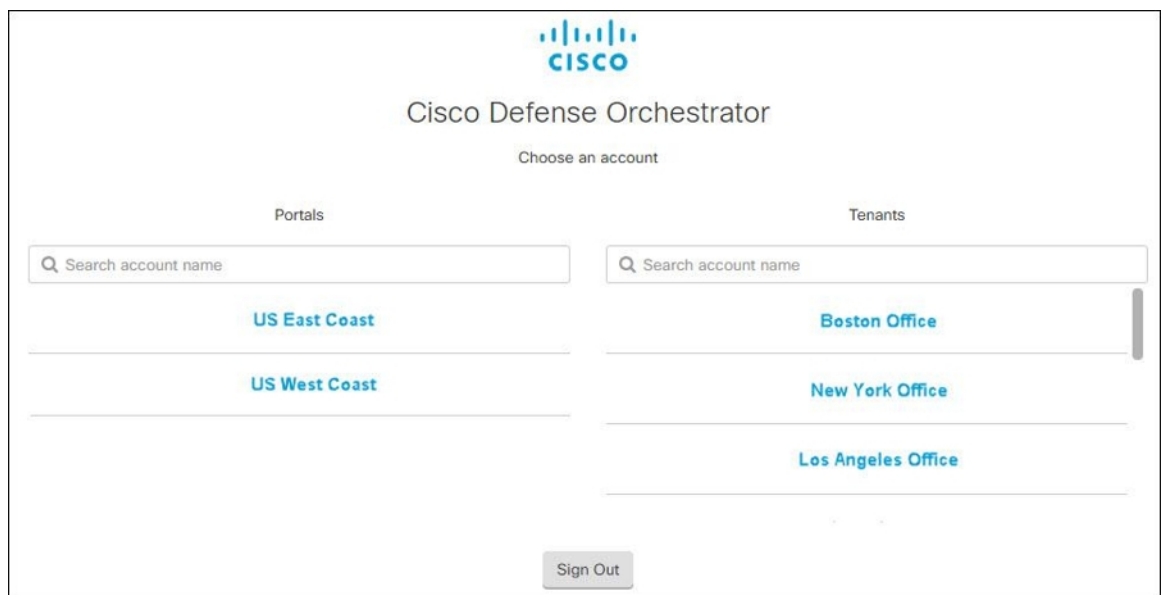 CISCO
Cisco Defense Orchestrator
Choose an account
Portals
Tenants
Search account name
Search account name
US East Coast
Boston Office
US West Coast
New York Office
Los Angeles Office
Sign Out